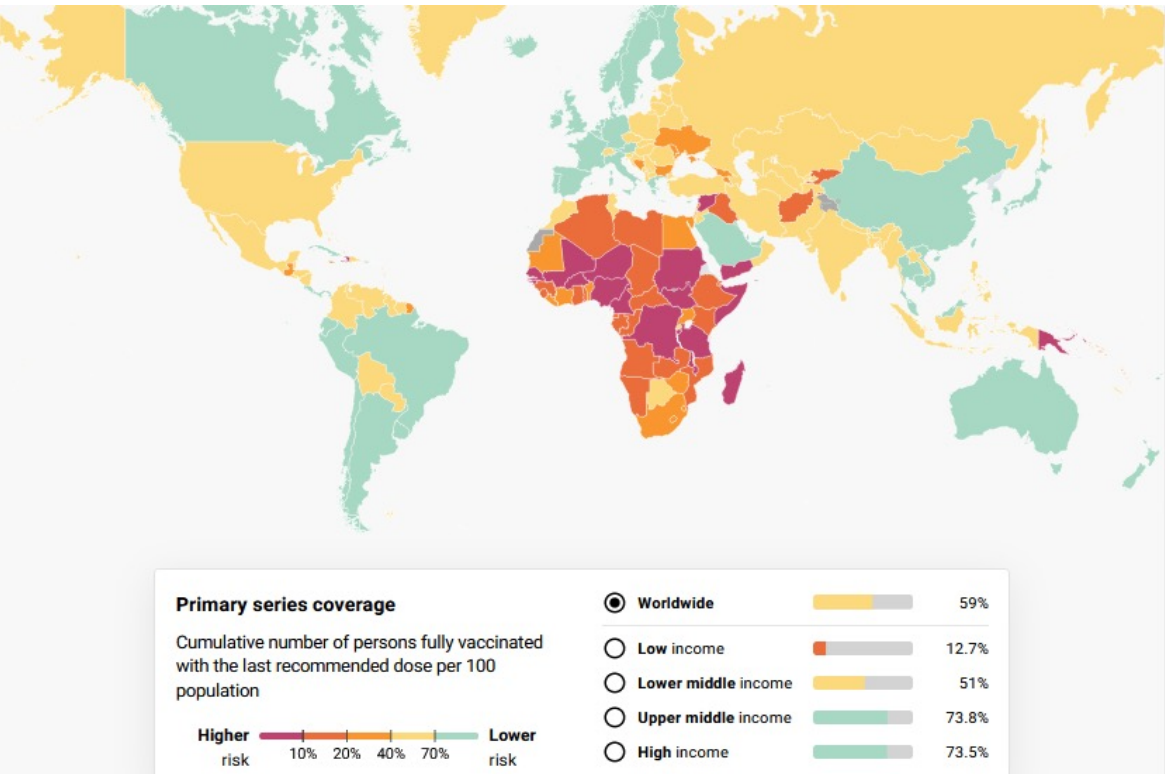 Primary series coverage
Cumulative number of persons fully vaccinated
with the last recommended dose per 100
population
Higher
risk
10% 20% 40% 70%
Lower
risk
Worldwide 59%
Low income 12.7%
Lower middle income 51%
Upper middle income 73.8%
High income 73.5%